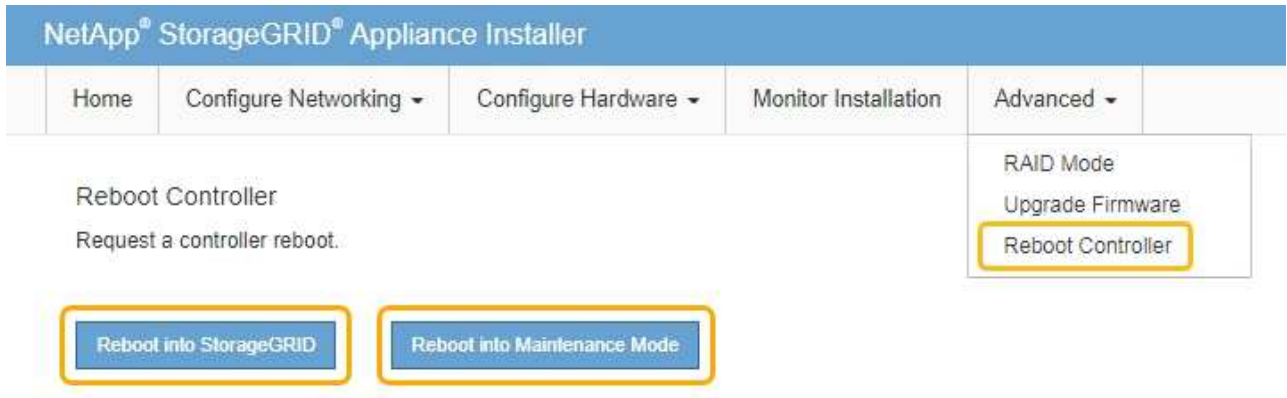 NetApp® StorageGRID® Appliance Installer
Home Configure Networking Configure Hardware Monitor Installation Advanced
RAID Mode
Upgrade Firmware
Reboot Controller
Reboot Controller
Request a controller reboot.
Reboot into StorageGRID Reboot into Maintenance Mode